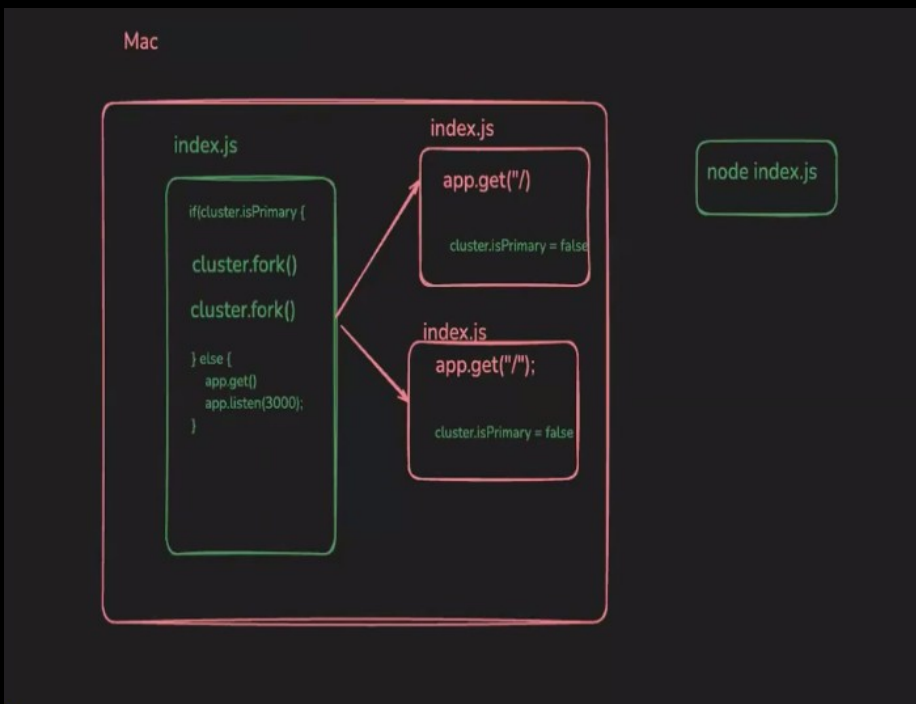 Mac
index.js
if(cluster.isPrimary {
cluster.fork()
cluster.fork()
} else {
app.get()
app.listen(3000);
}
index.js
app.get("/)
cluster.isPrimary = false
index.js
app.get("/");
cluster.isPrimary = false
node index.js